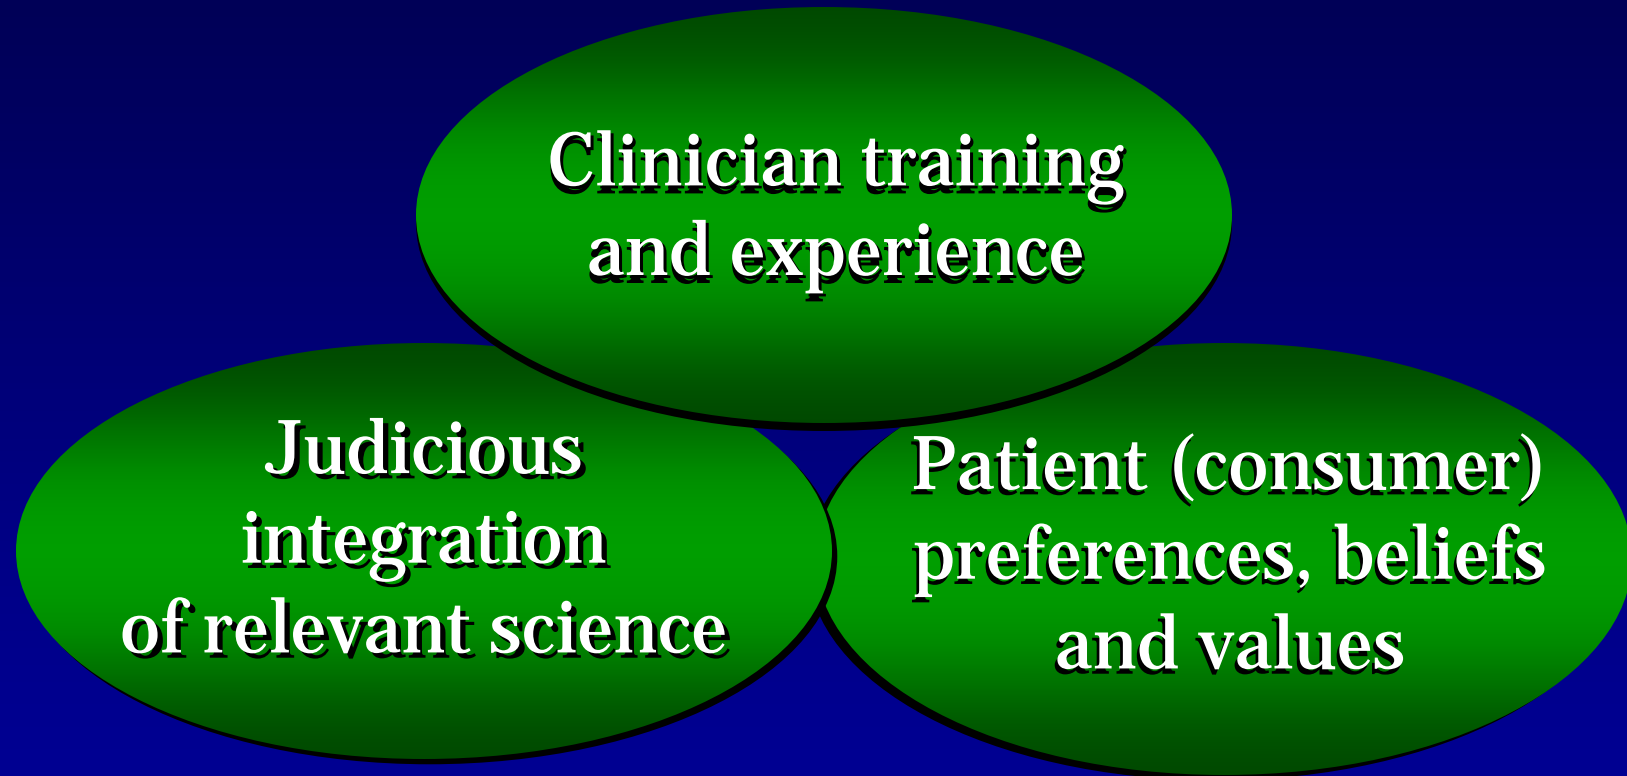 Clinician training
and experience
Judicious
integration
of relevant science
Patient (consumer)
preferences, beliefs
and values